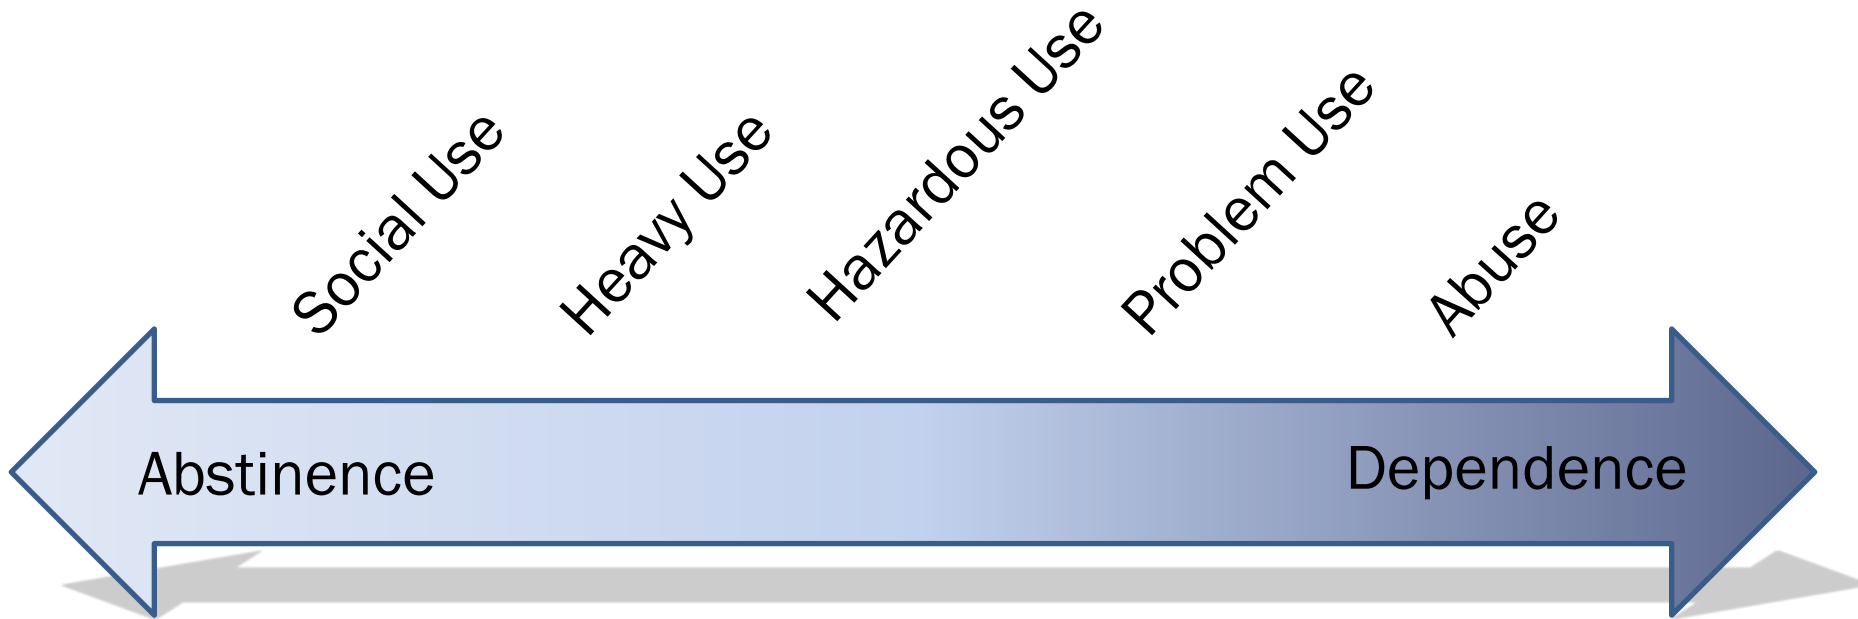 Social Use
Heavy Use
Hazardous Use
Problem Use
Abuse
Abstinence
Dependence